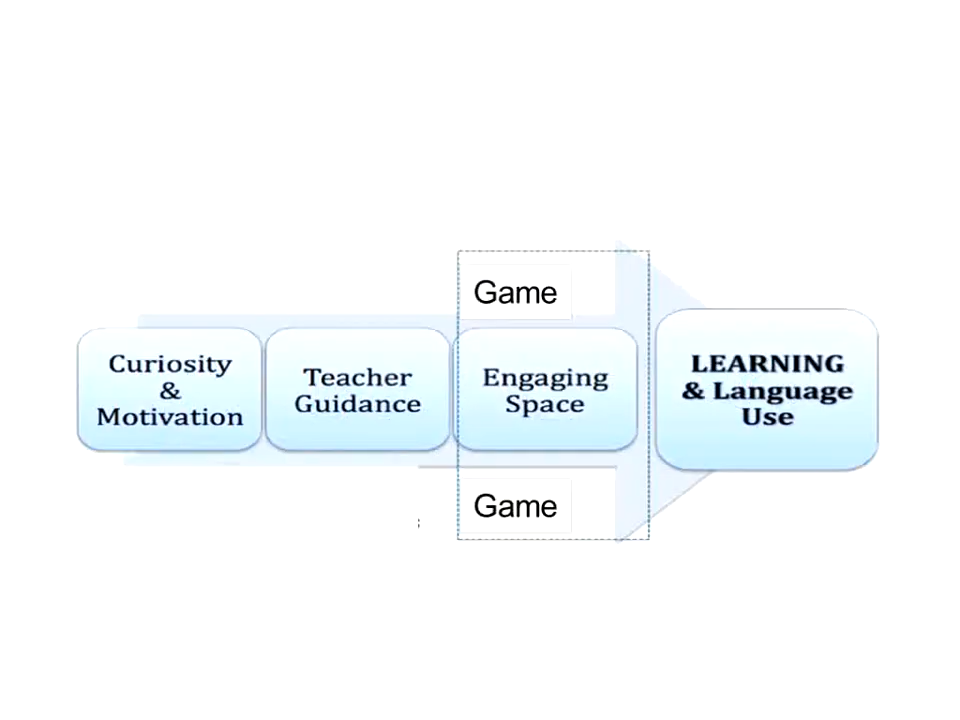 Game
Curiosity
&
Motivation
Teacher
Guidance
Engaging
Space
LEARNING
& Language
Use
Game